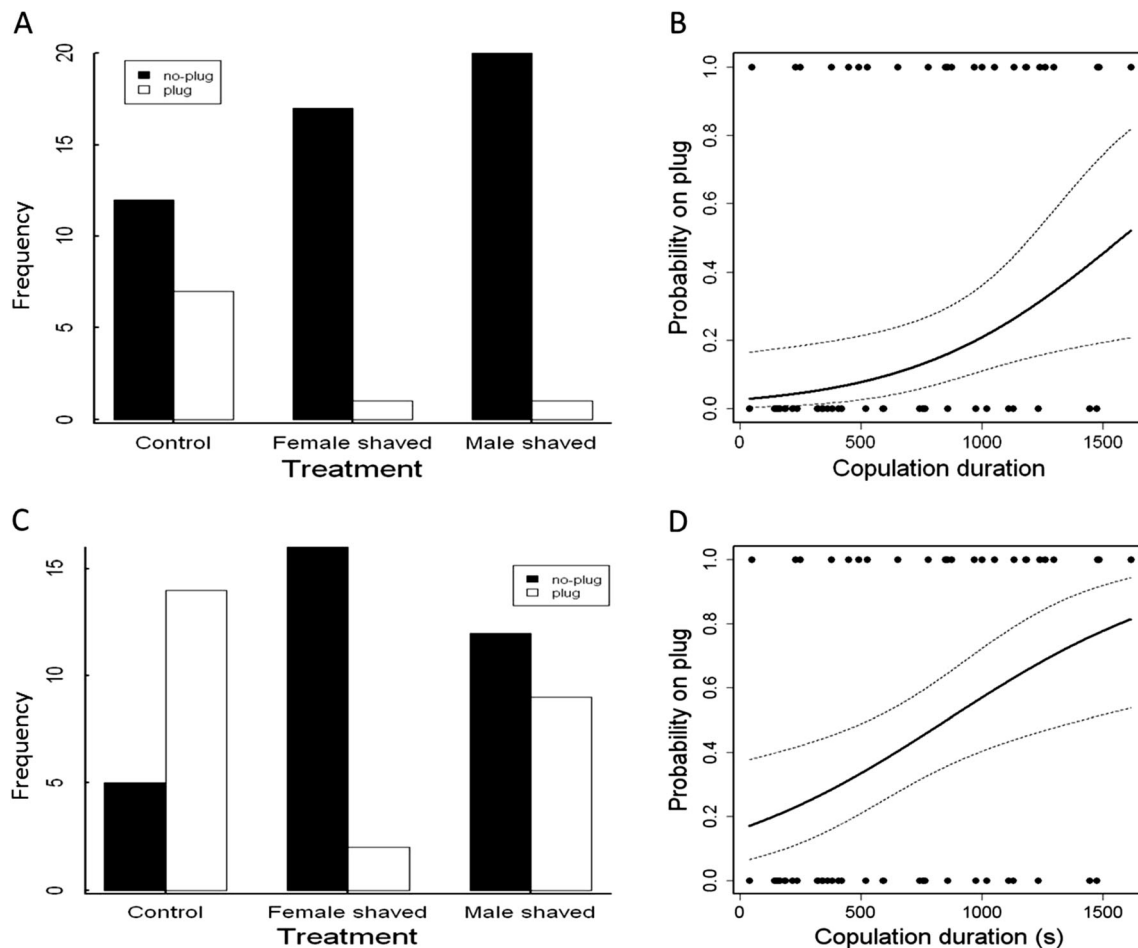 A
Frequency
20
15
10
5
0
no-plug
plug
Control Female shaved Male shaved
Treatment
B
Probability on plug
1.0
0.8
0.6
0.4
0.2
0.0
0 500 1000 1500
Copulation duration
C
Frequency
15
10
5
0
no-plug
plug
Control Female shaved Male shaved
Treatment
D
Probability on plug
1.0
0.8
0.6
0.4
0.2
0.0
0 500 1000 1500
Copulation duration (s)